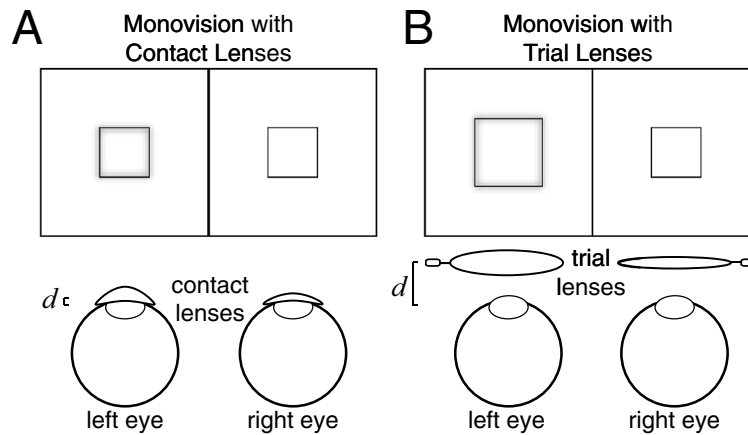 A
Monovision with
Contact Lenses
d
contact
lenses
left eye
right eye
B
Monovision with
Trial Lenses
d
trial
lenses
left eye
right eye